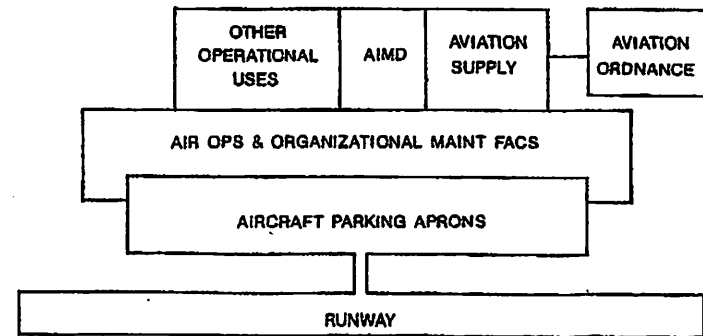 OTHER
OPERATIONAL
USES
AIMD
AVIATION
SUPPLY
AVIATION
ORDNANCE
AIR OPS & ORGANIZATIONAL MAINT FACS
AIRCRAFT PARKING APRONS
RUNWAY